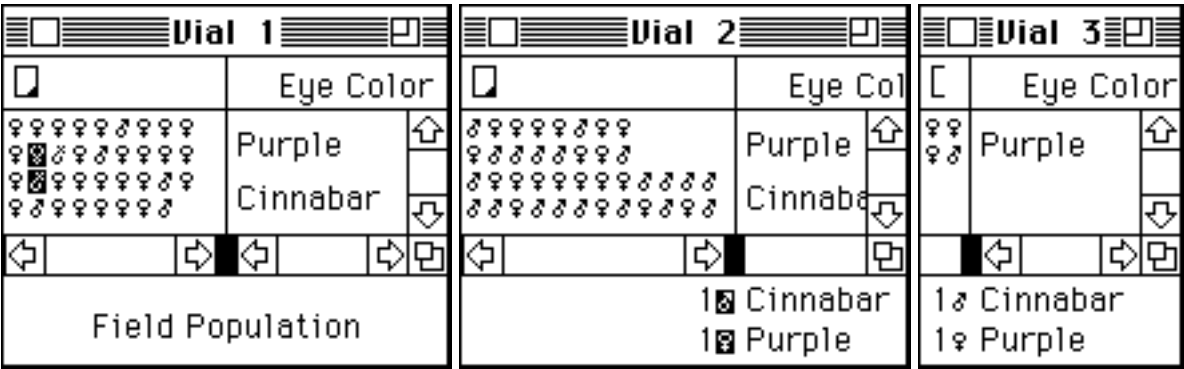 Vial 1
Eye Color
Purple
Cinnabar
Field Population
Vial 2
Eye Col
Purple
Cinnaba
1♂ Cinnabar
1♀ Purple
Vial 3
Eye Color
Purple
1♂ Cinnabar
1♀ Purple